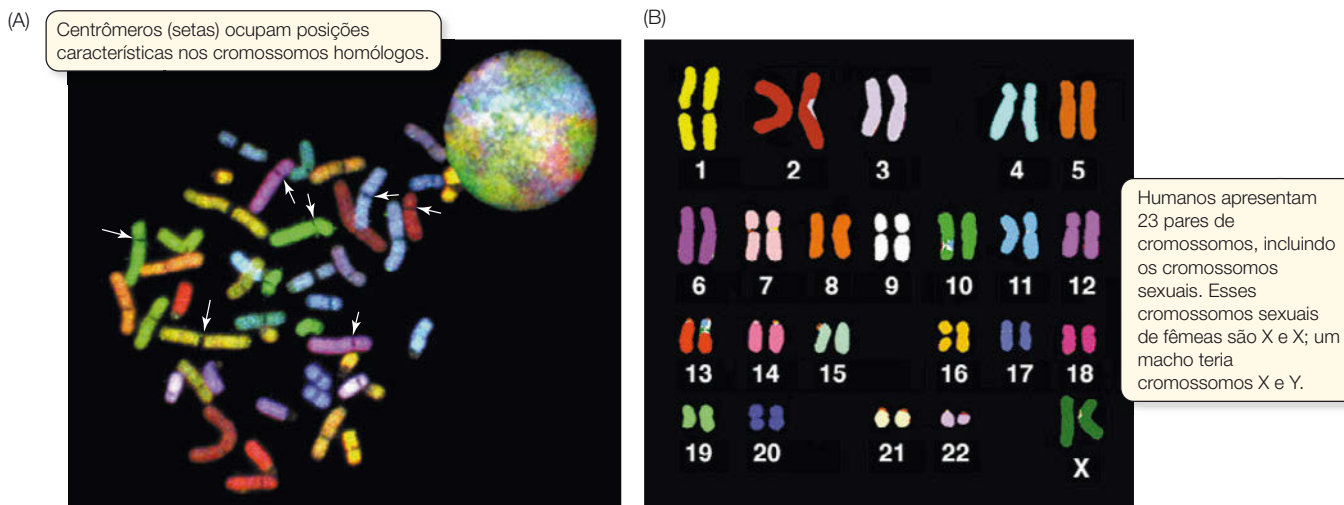 (A)
Centrômeros (setas) ocupam posições
características nos cromossomos homólogos.
(B)
1 2 3 4 5
6 7 8 9 10 11 12
13 14 15 16 17 18
19 20 21 22 X
Humanos apresentam
23 pares de
cromossomos, incluindo
os cromossomos
sexuais. Esses
cromossomos sexuais
de fêmeas são X e X; um
macho teria
cromossomos X e Y.